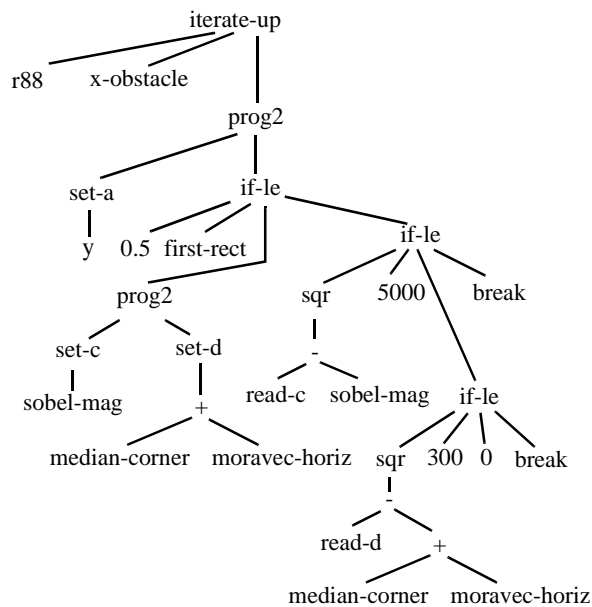 iterate-up
r88 x-obstacle
prog2
set-a if-le
y 0.5 first-rect if-le
prog2 sqr 5000 break
set-c set-d -
sobel-mag + read-c sobel-mag if-le
median-corner moravec-horiz sqr 300 0 break
-
read-d +
median-corner moravec-horiz